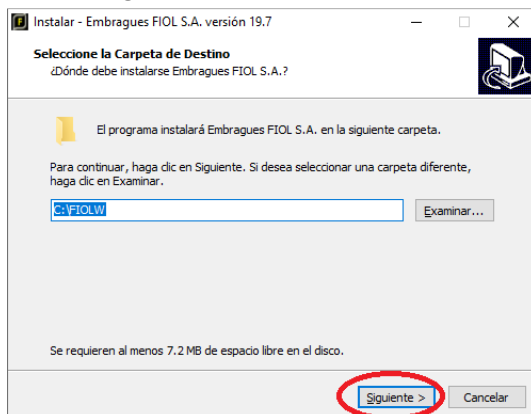 Instalar - Embragues FIOL S.A. versión 19.7
Seleccione la Carpeta de Destino
¿Dónde debe instalarse Embragues FIOL S.A.?
El programa instalará Embragues FIOL S.A. en la siguiente carpeta.
Para continuar, haga clic en Siguiente. Si desea seleccionar una carpeta diferente,
haga clic en Examinar.
C:\FIOLW
Examinar...
Se requieren al menos 7.2 MB de espacio libre en el disco.
Siguiente >
Cancelar